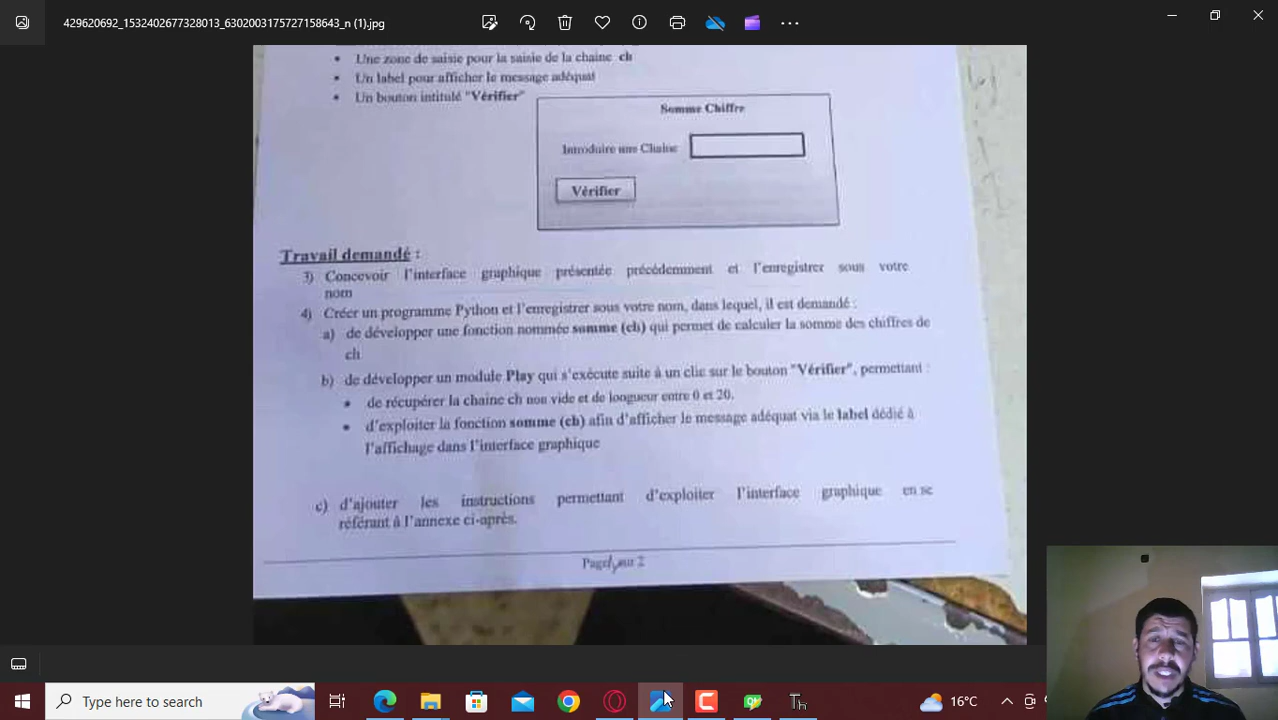 429620692_1532402677328013_6302003175727158643_n (1).jpg
• Une zone de saisie pour la saisie de la chaine ch
• Un label pour afficher le message adéquat
• Un bouton intitulé "Vérifier"
Somme Chiffre
Introduire une Chaine
Vérifier
Travail demandé :
3) Concevoir l'interface graphique présentée précédemment et l'enregistrer sous votre
nom
4) Créer un programme Python et l'enregistrer sous votre nom, dans lequel, il est demandé :
a) de développer une fonction nommée somme (ch) qui permet de calculer la somme des chiffres de
ch
b) de développer un module Play qui s'exécute suite à un clic sur le bouton "Vérifier", permettant :
• de récupérer la chaine ch non vide et de longueur entre 0 et 20.
• d'exploiter la fonction somme (ch) afin d'afficher le message adéquat via le label dédié à
l'affichage dans l'interface graphique
c) d'ajouter les instructions permettant d'exploiter l'interface graphique en se
référant à l'annexe ci-après.
2
Type here to search
Th
16°C